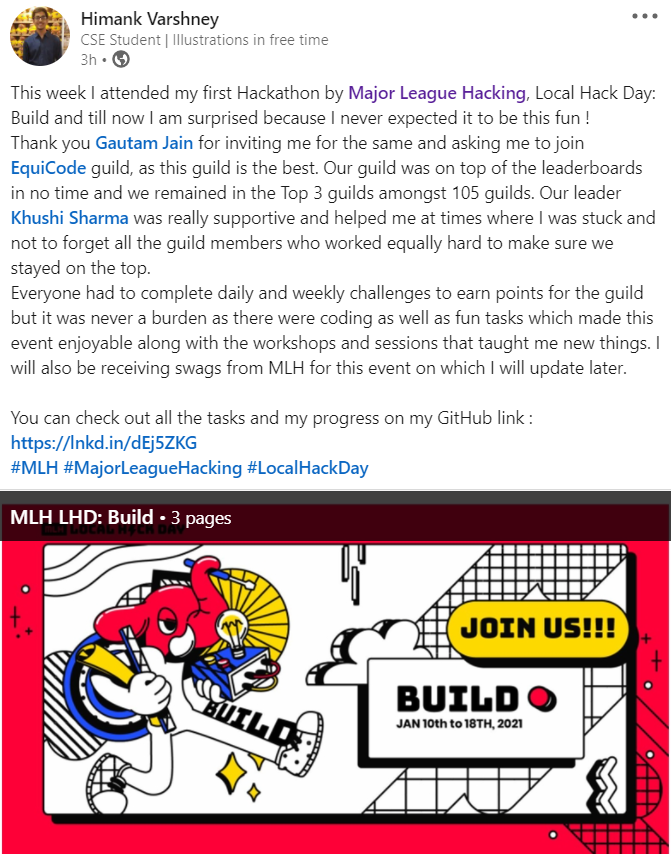 Himank Varshney
CSE Student | Illustrations in free time
3h •
This week I attended my first Hackathon by Major League Hacking, Local Hack Day:
Build and till now I am surprised because I never expected it to be this fun !
Thank you Gautam Jain for inviting me for the same and asking me to join
EquiCode guild, as this guild is the best. Our guild was on top of the leaderboards
in no time and we remained in the Top 3 guilds amongst 105 guilds. Our leader
Khushi Sharma was really supportive and helped me at times where I was stuck and
not to forget all the guild members who worked equally hard to make sure we
stayed on the top.
Everyone had to complete daily and weekly challenges to earn points for the guild
but it was never a burden as there were coding as well as fun tasks which made this
event enjoyable along with the workshops and sessions that taught me new things. I
will also be receiving swags from MLH for this event on which I will update later.
You can check out all the tasks and my progress on my GitHub link :
https://lnkd.in/dEj5ZKG
#MLH #MajorLeagueHacking #LocalHackDay
MLH LHD: Build • 3 pages
LOCAL HACK DAY
JOIN US!!!
BUILD
JAN 10th to 18TH, 2021
BUILD